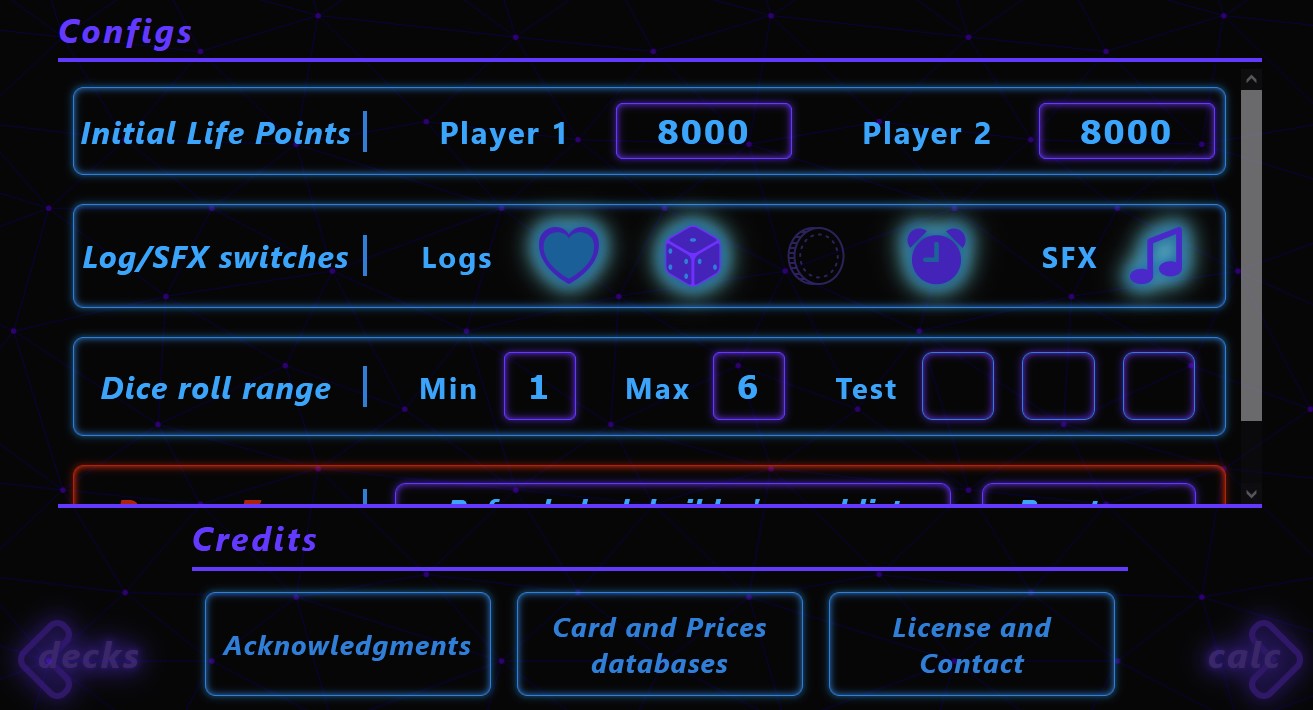 Configs
Initial Life Points | Player 1 8000 Player 2 8000
Log/SFX switches | Logs SFX
Dice roll range | Min 1 Max 6 Test
Credits
Acknowledgments
Card and Prices
databases
License and
Contact
decks
calc